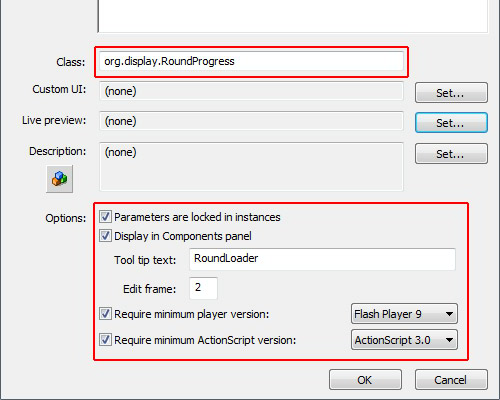 Class: org.display.RoundProgress
Custom UI: (none) Set...
Live preview: (none) Set...
Description: (none) Set...
Options: Parameters are locked in instances
Display in Components panel
Tool tip text: RoundLoader
Edit frame: 2
Require minimum player version: Flash Player 9
Require minimum ActionScript version: ActionScript 3.0
OK Cancel